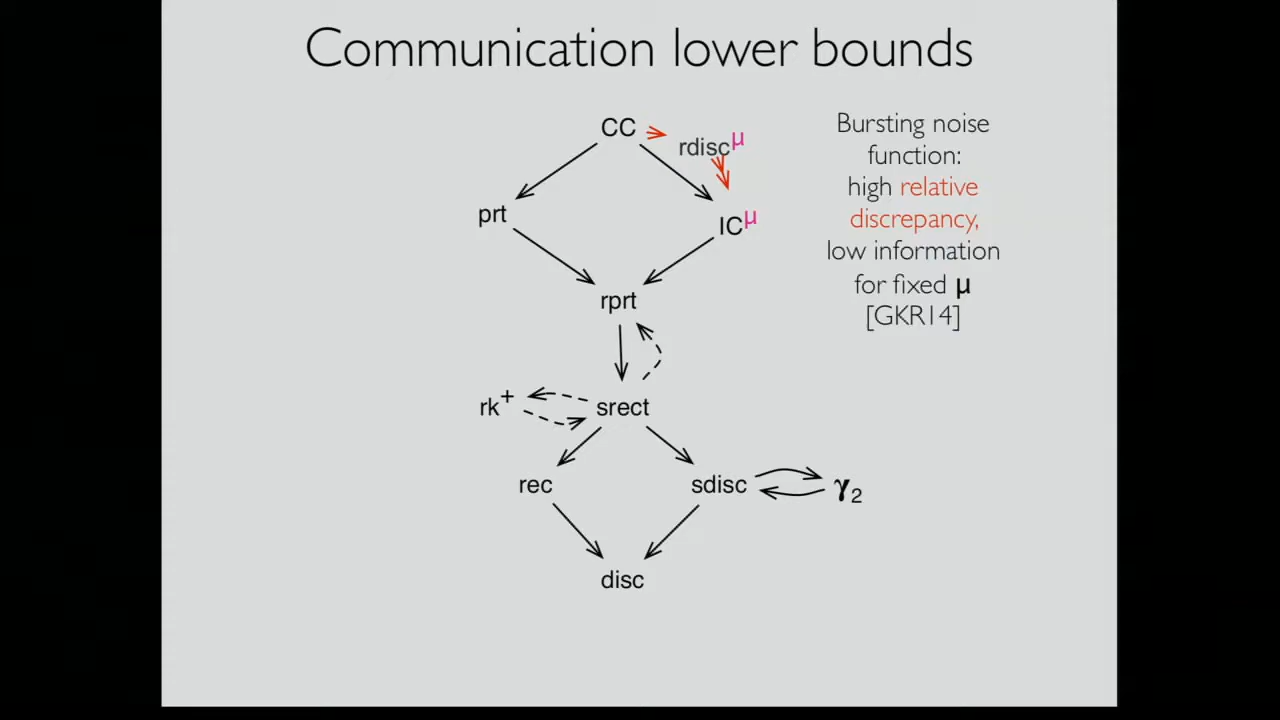 Communication lower bounds
CC
rdiscμ
prt
ICμ
rprt
rk+
srect
rec
sdisc
γ2
disc
Bursting noise
function:
high relative
discrepancy,
low information
for fixed μ
[GKR14]